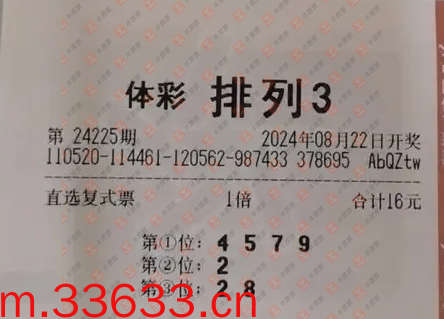 体彩 排列3
第 24225期 2024年08月22日开奖
110520-114461-120562-987433 378695 AbQZtw
直选复式票 1倍 合计16元
第①位: 4 5 7 9
第②位: 2
第③位: 2 8
m.33633.cn